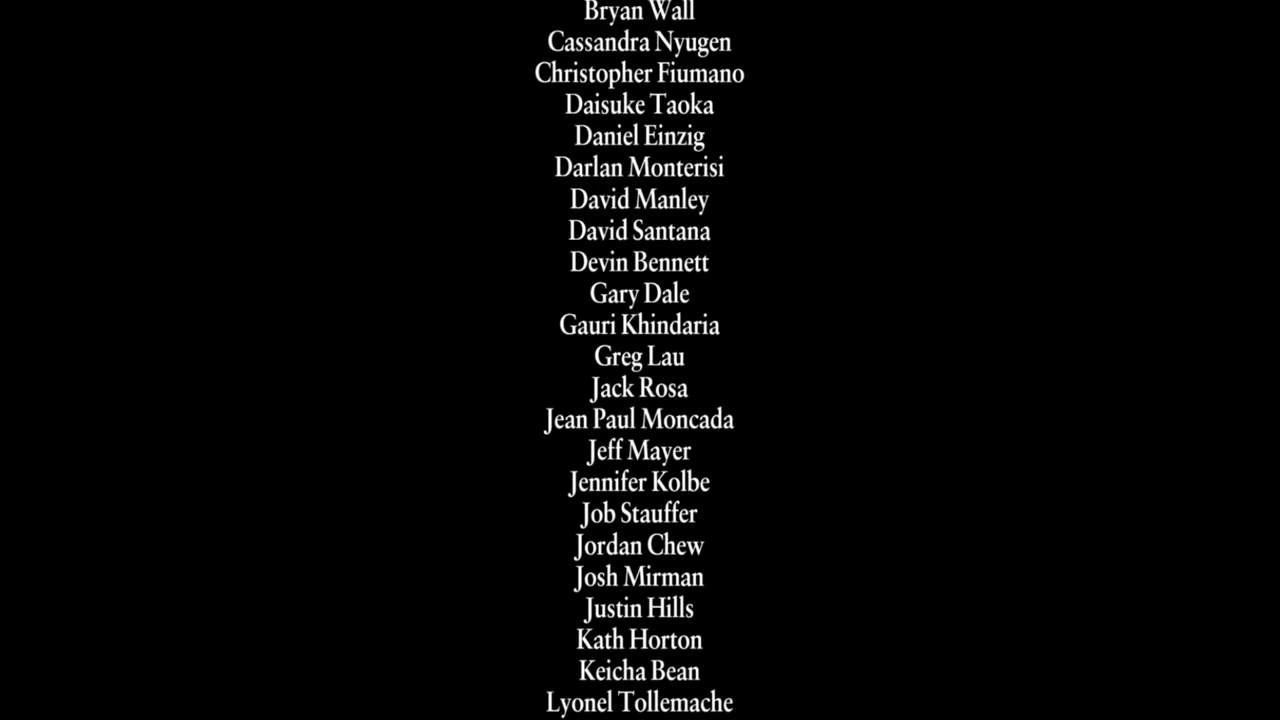 Bryan Wall
Cassandra Nyugen
Christopher Fiumano
Daisuke Taoka
Daniel Einzig
Darlan Monterisi
David Manley
David Santana
Devin Bennett
Gary Dale
Gauri Khindaria
Greg Lau
Jack Rosa
Jean Paul Moncada
Jeff Mayer
Jennifer Kolbe
Job Stauffer
Jordan Chew
Josh Mirman
Justin Hills
Kath Horton
Keicha Bean
Lyonel Tollemache